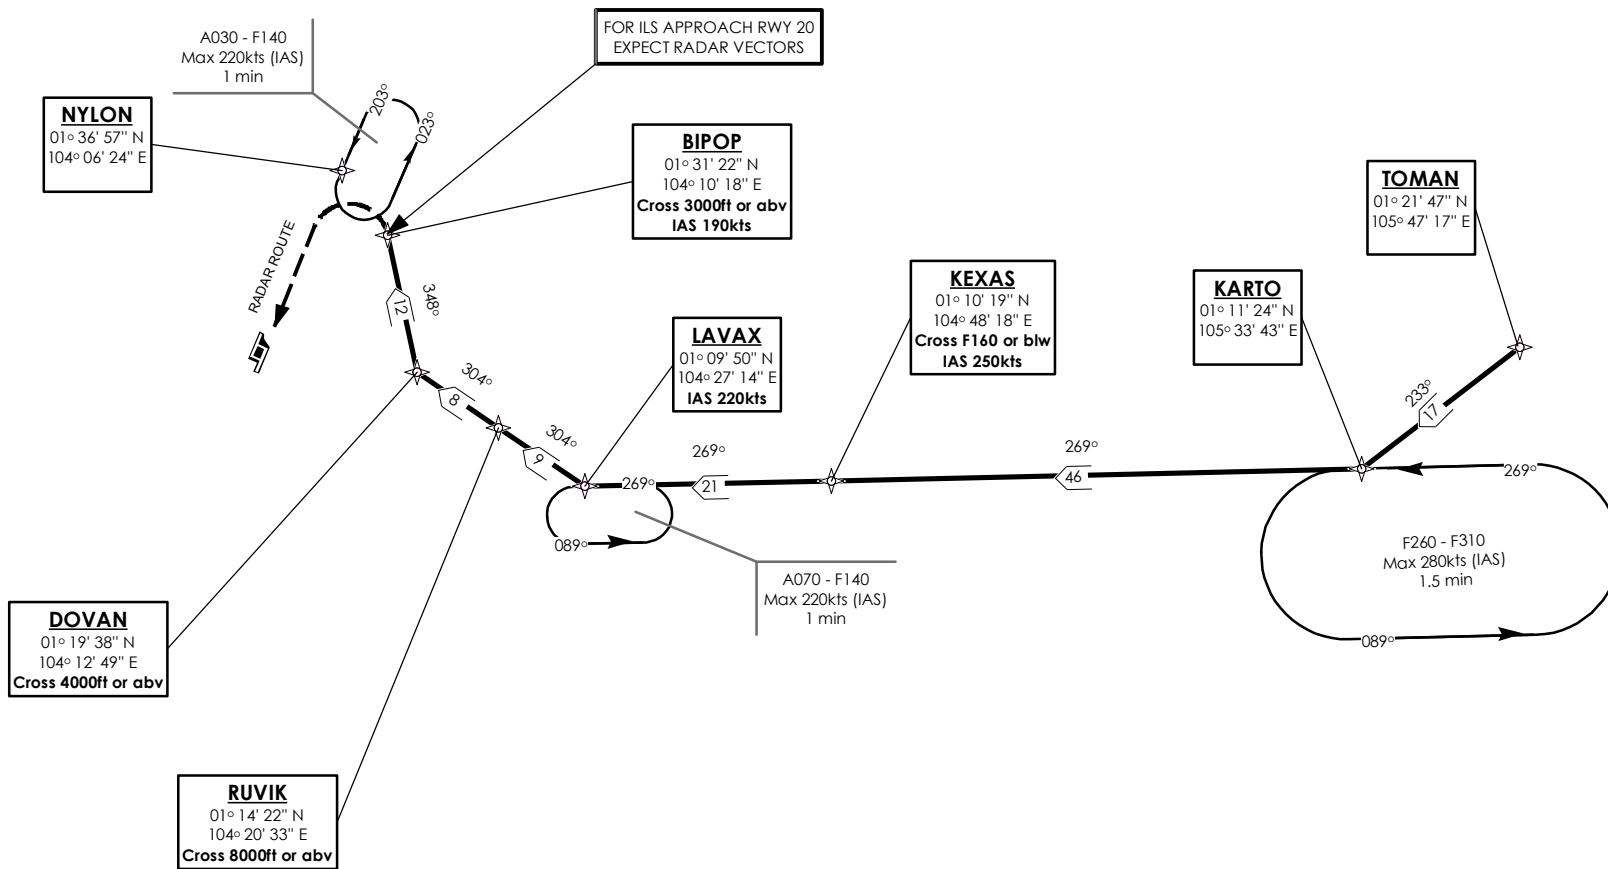 A030 - F140
Max 220kts (IAS)
1 min
FOR ILS APPROACH RWY 20
EXPECT RADAR VECTORS
NYLON
01° 36' 57" N
104° 06' 24" E
203°
023°
BIPOP
01° 31' 22" N
104° 10' 18" E
Cross 3000ft or abv
IAS 190kts
TOMAN
01° 21' 47" N
105° 47' 17" E
RADAR ROUTE
12
348°
KEXAS
01° 10' 19" N
104° 48' 18" E
Cross F160 or blw
IAS 250kts
KARTO
01° 11' 24" N
105° 33' 43" E
LAVAX
01° 09' 50" N
104° 27' 14" E
IAS 220kts
304°
8
304°
9
233°
17
269°
21
269°
46
269°
089°
269°
089°
F260 - F310
Max 280kts (IAS)
1.5 min
A070 - F140
Max 220kts (IAS)
1 min
DOVAN
01° 19' 38" N
104° 12' 49" E
Cross 4000ft or abv
RUVIK
01° 14' 22" N
104° 20' 33" E
Cross 8000ft or abv